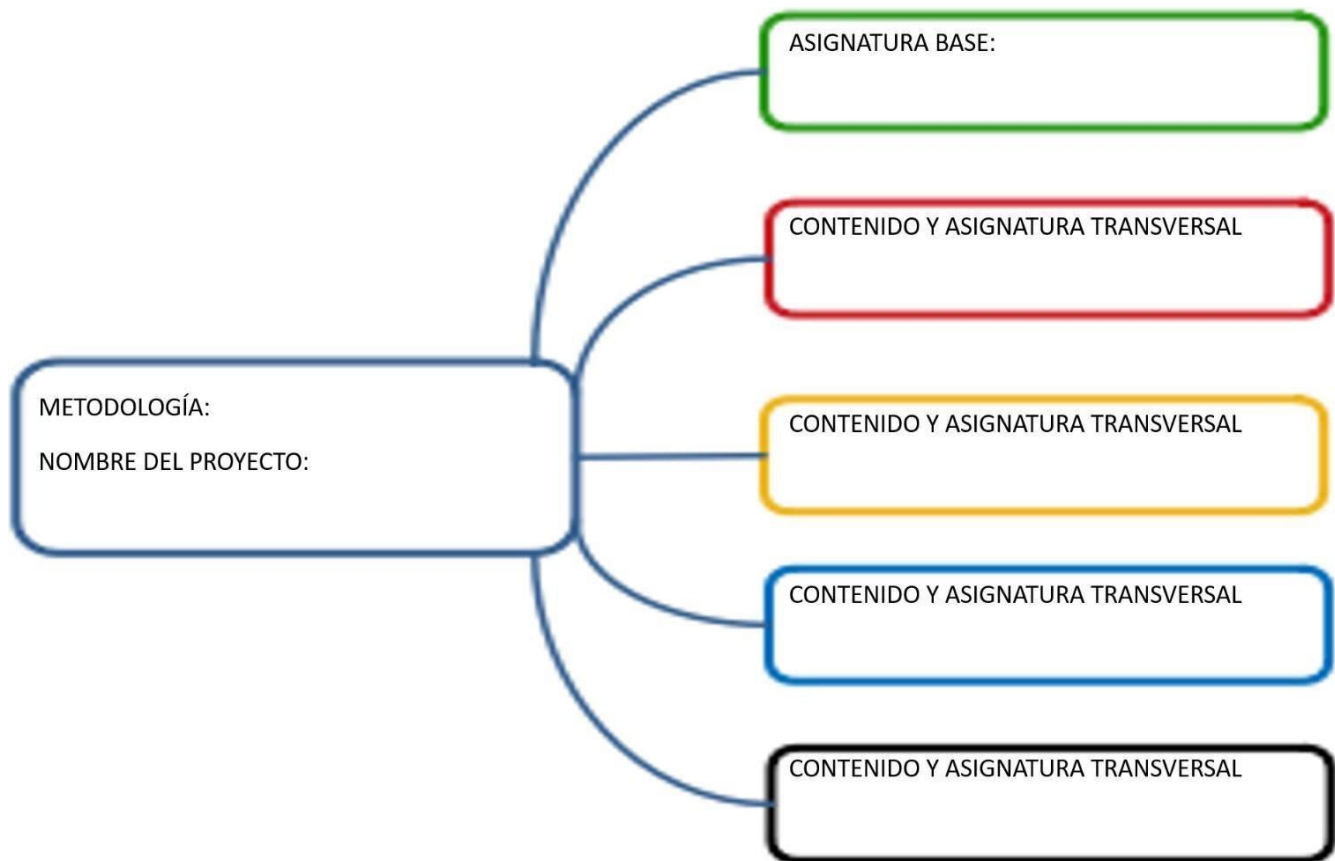 ASIGNATURA BASE:
CONTENIDO Y ASIGNATURA TRANSVERSAL
METODOLOGÍA:
NOMBRE DEL PROYECTO:
CONTENIDO Y ASIGNATURA TRANSVERSAL
CONTENIDO Y ASIGNATURA TRANSVERSAL
CONTENIDO Y ASIGNATURA TRANSVERSAL